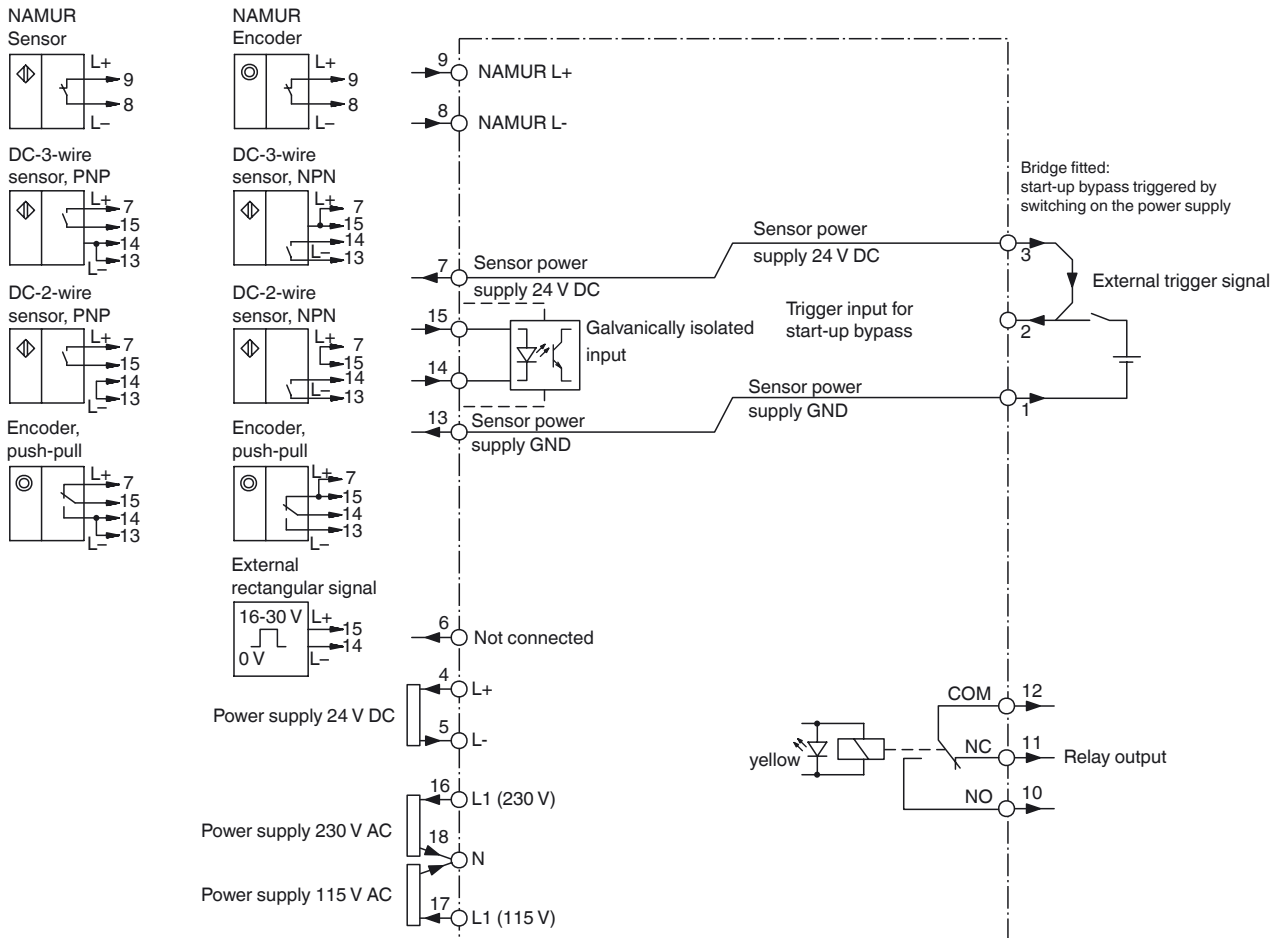 NAMUR
Sensor
L+
9
8
L–
NAMUR
Encoder
L+
9
8
L–
DC-3-wire
sensor, PNP
L+
7
15
14
13
L–
DC-3-wire
sensor, NPN
L+
7
15
14
L–
13
DC-2-wire
sensor, PNP
L+
7
15
14
13
L–
DC-2-wire
sensor, NPN
L+
7
15
14
L–
13
Encoder,
push-pull
L+
7
15
14
13
L–
Encoder,
push-pull
L+
7
15
14
13
L–
External
rectangular signal
16-30 V
0 V
L+
15
14
L–
9
NAMUR L+
8
NAMUR L-
7
Sensor power
supply 24 V DC
Sensor power
supply 24 V DC
15
14
Galvanically isolated
input
Trigger input for
start-up bypass
13
Sensor power
supply GND
Sensor power
supply GND
Bridge fitted:
start-up bypass triggered by
switching on the power supply
3
External trigger signal
2
1
6
Not connected
4
L+
Power supply 24 V DC
5
L-
16
L1 (230 V)
Power supply 230 V AC
18
N
Power supply 115 V AC
17
L1 (115 V)
yellow
COM
12
NC
11
Relay output
NO
10